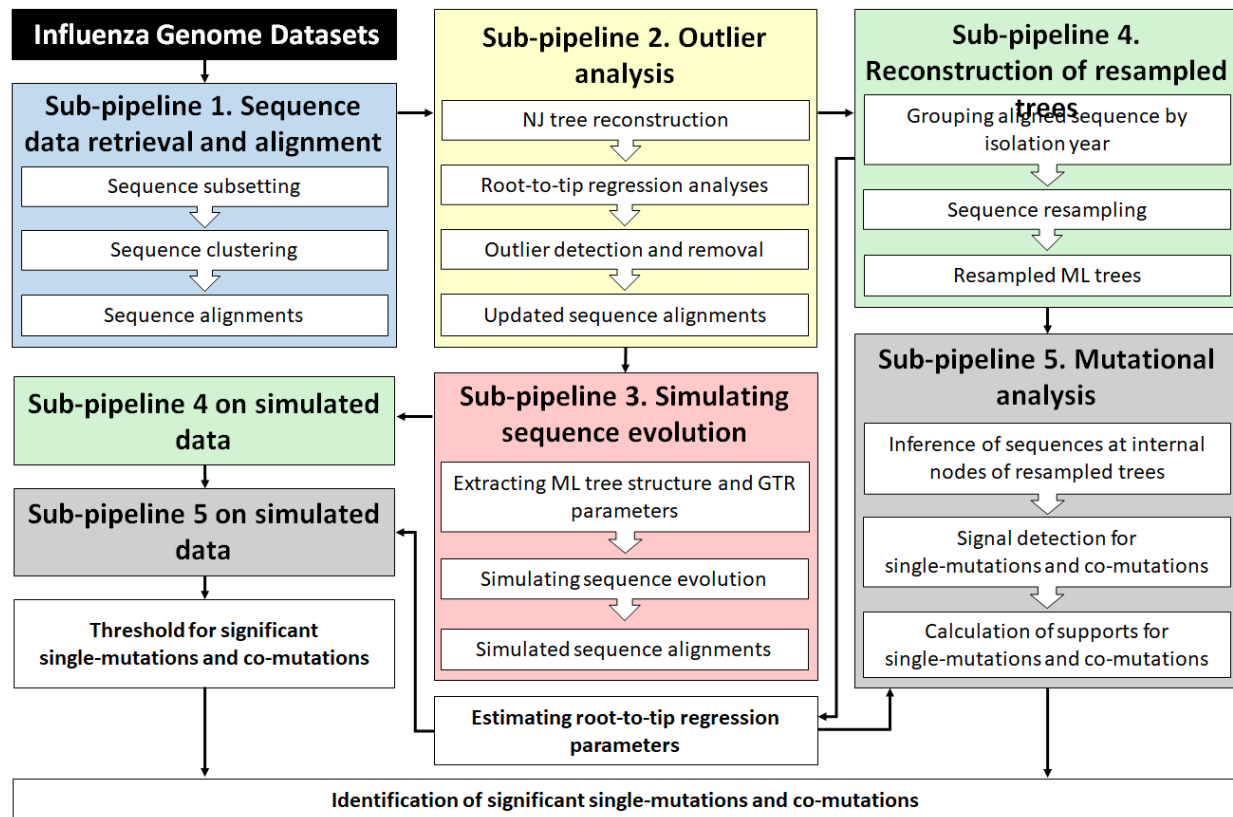 Influenza Genome Datasets
Sub-pipeline 1. Sequence
data retrieval and alignment
Sequence subsetting
Sequence clustering
Sequence alignments
Sub-pipeline 2. Outlier
analysis
NJ tree reconstruction
Root-to-tip regression analyses
Outlier detection and removal
Updated sequence alignments
Sub-pipeline 4.
Reconstruction of resampled
trees
Grouping aligned sequence by
isolation year
Sequence resampling
Resampled ML trees
Sub-pipeline 3. Simulating
sequence evolution
Extracting ML tree structure and GTR
parameters
Simulating sequence evolution
Simulated sequence alignments
Sub-pipeline 4 on simulated
data
Sub-pipeline 5 on simulated
data
Threshold for significant
single-mutations and co-mutations
Sub-pipeline 5. Mutational
analysis
Inference of sequences at internal
nodes of resampled trees
Signal detection for
single-mutations and co-mutations
Calculation of supports for
single-mutations and co-mutations
Estimating root-to-tip regression
parameters
Identification of significant single-mutations and co-mutations